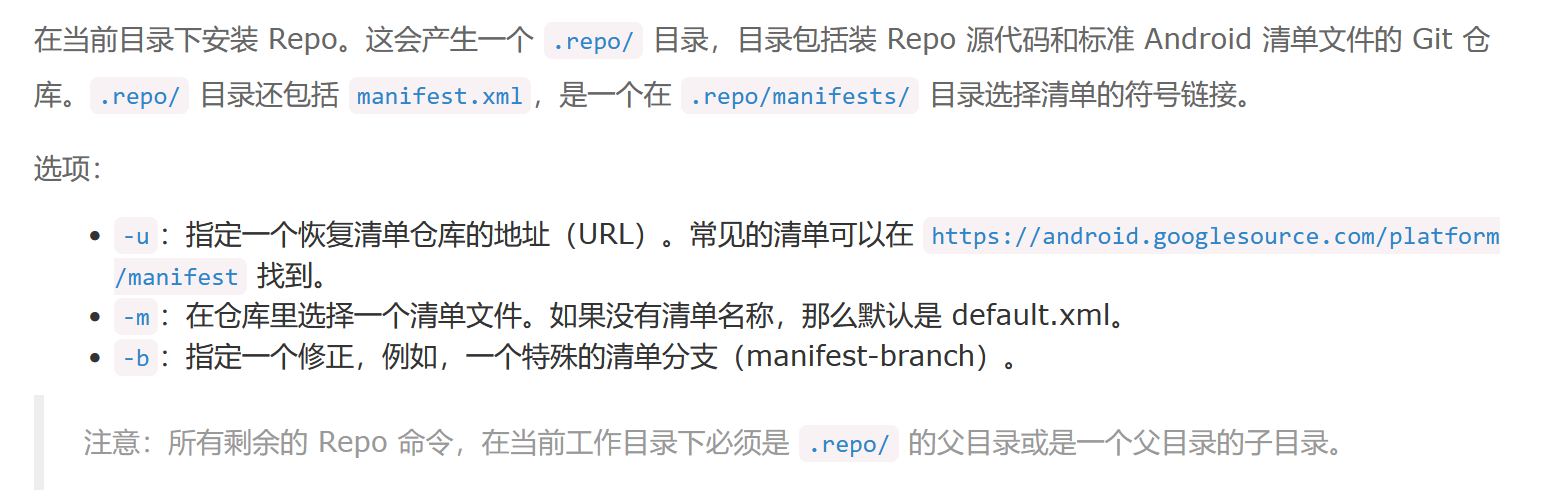 在当前目录下安装 Repo。这会产生一个 .repo/ 目录，目录包括装 Repo 源代码和标准 Android 清单文件的 Git 仓
库。.repo/ 目录还包括 manifest.xml，是一个在 .repo/manifests/ 目录选择清单的符号链接。
选项：
• -u：指定一个恢复清单仓库的地址（URL）。常见的清单可以在 https://android.googlesource.com/platform
/manifest 找到。
• -m：在仓库里选择一个清单文件。如果没有清单名称，那么默认是 default.xml。
• -b：指定一个修正，例如，一个特殊的清单分支（manifest-branch）。
注意：所有剩余的 Repo 命令，在当前工作目录下必须是 .repo/ 的父目录或是一个父目录的子目录。